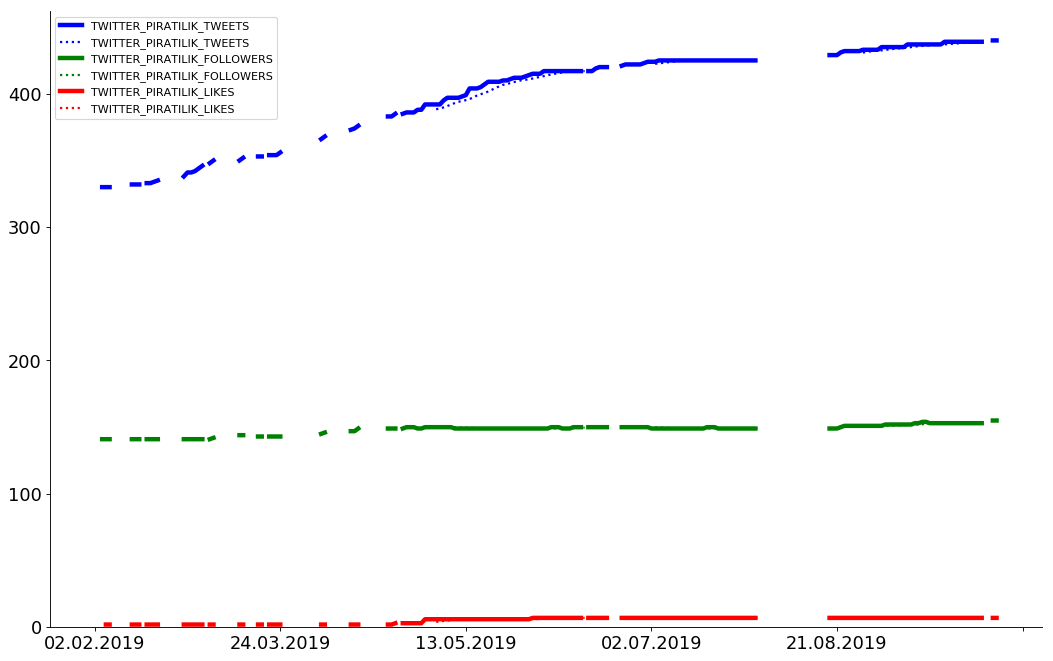 TWITTER_PIRATILIK_TWEETS
TWITTER_PIRATILIK_TWEETS
TWITTER_PIRATILIK_FOLLOWERS
TWITTER_PIRATILIK_FOLLOWERS
TWITTER_PIRATILIK_LIKES
TWITTER_PIRATILIK_LIKES
400
300
200
100
0
02.02.2019 24.03.2019 13.05.2019 02.07.2019 21.08.2019